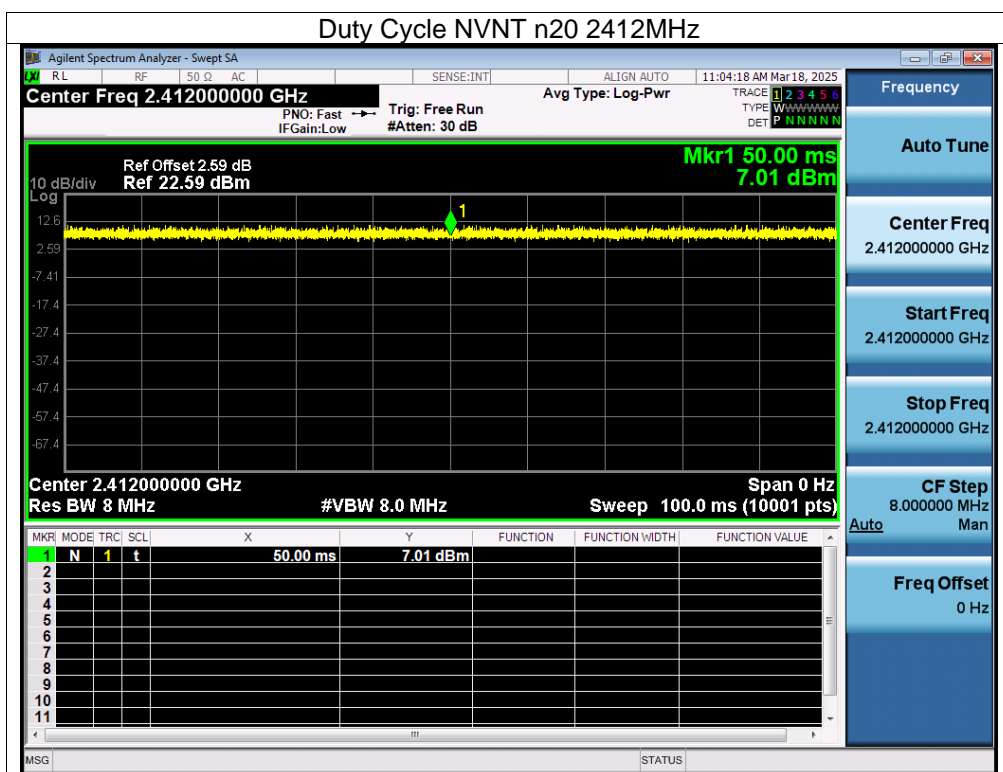 Duty Cycle NVNT n20 2412MHz
Agilent Spectrum Analyzer - Swept SA
LXI RL RF 50 Ω AC SENSE:INT ALIGN AUTO 11:04:18 AM Mar 18, 2025
Center Freq 2.412000000 GHz
PNO: Fast
IFGain:Low
Trig: Free Run
#Atten: 30 dB
Avg Type: Log-Pwr
TRACE 1 2 3 4 5 6
TYPE WWWWWW
DET P N N N N N
Mkr1 50.00 ms
7.01 dBm
Ref Offset 2.59 dB
10 dB/div Ref 22.59 dBm
Log
1
12.6
2.59
-7.41
-17.4
-27.4
-37.4
-47.4
-57.4
-67.4
Center 2.412000000 GHz Span 0 Hz
Res BW 8 MHz #VBW 8.0 MHz Sweep 100.0 ms (10001 pts)
MKR MODE TRC SCL X Y FUNCTION FUNCTION WIDTH FUNCTION VALUE
1 N 1 t 50.00 ms 7.01 dBm
2
3
4
5
6
7
8
9
10
11
MSG STATUS
Frequency
Auto Tune
Center Freq
2.412000000 GHz
Start Freq
2.412000000 GHz
Stop Freq
2.412000000 GHz
CF Step
8.000000 MHz
Auto Man
Freq Offset
0 Hz